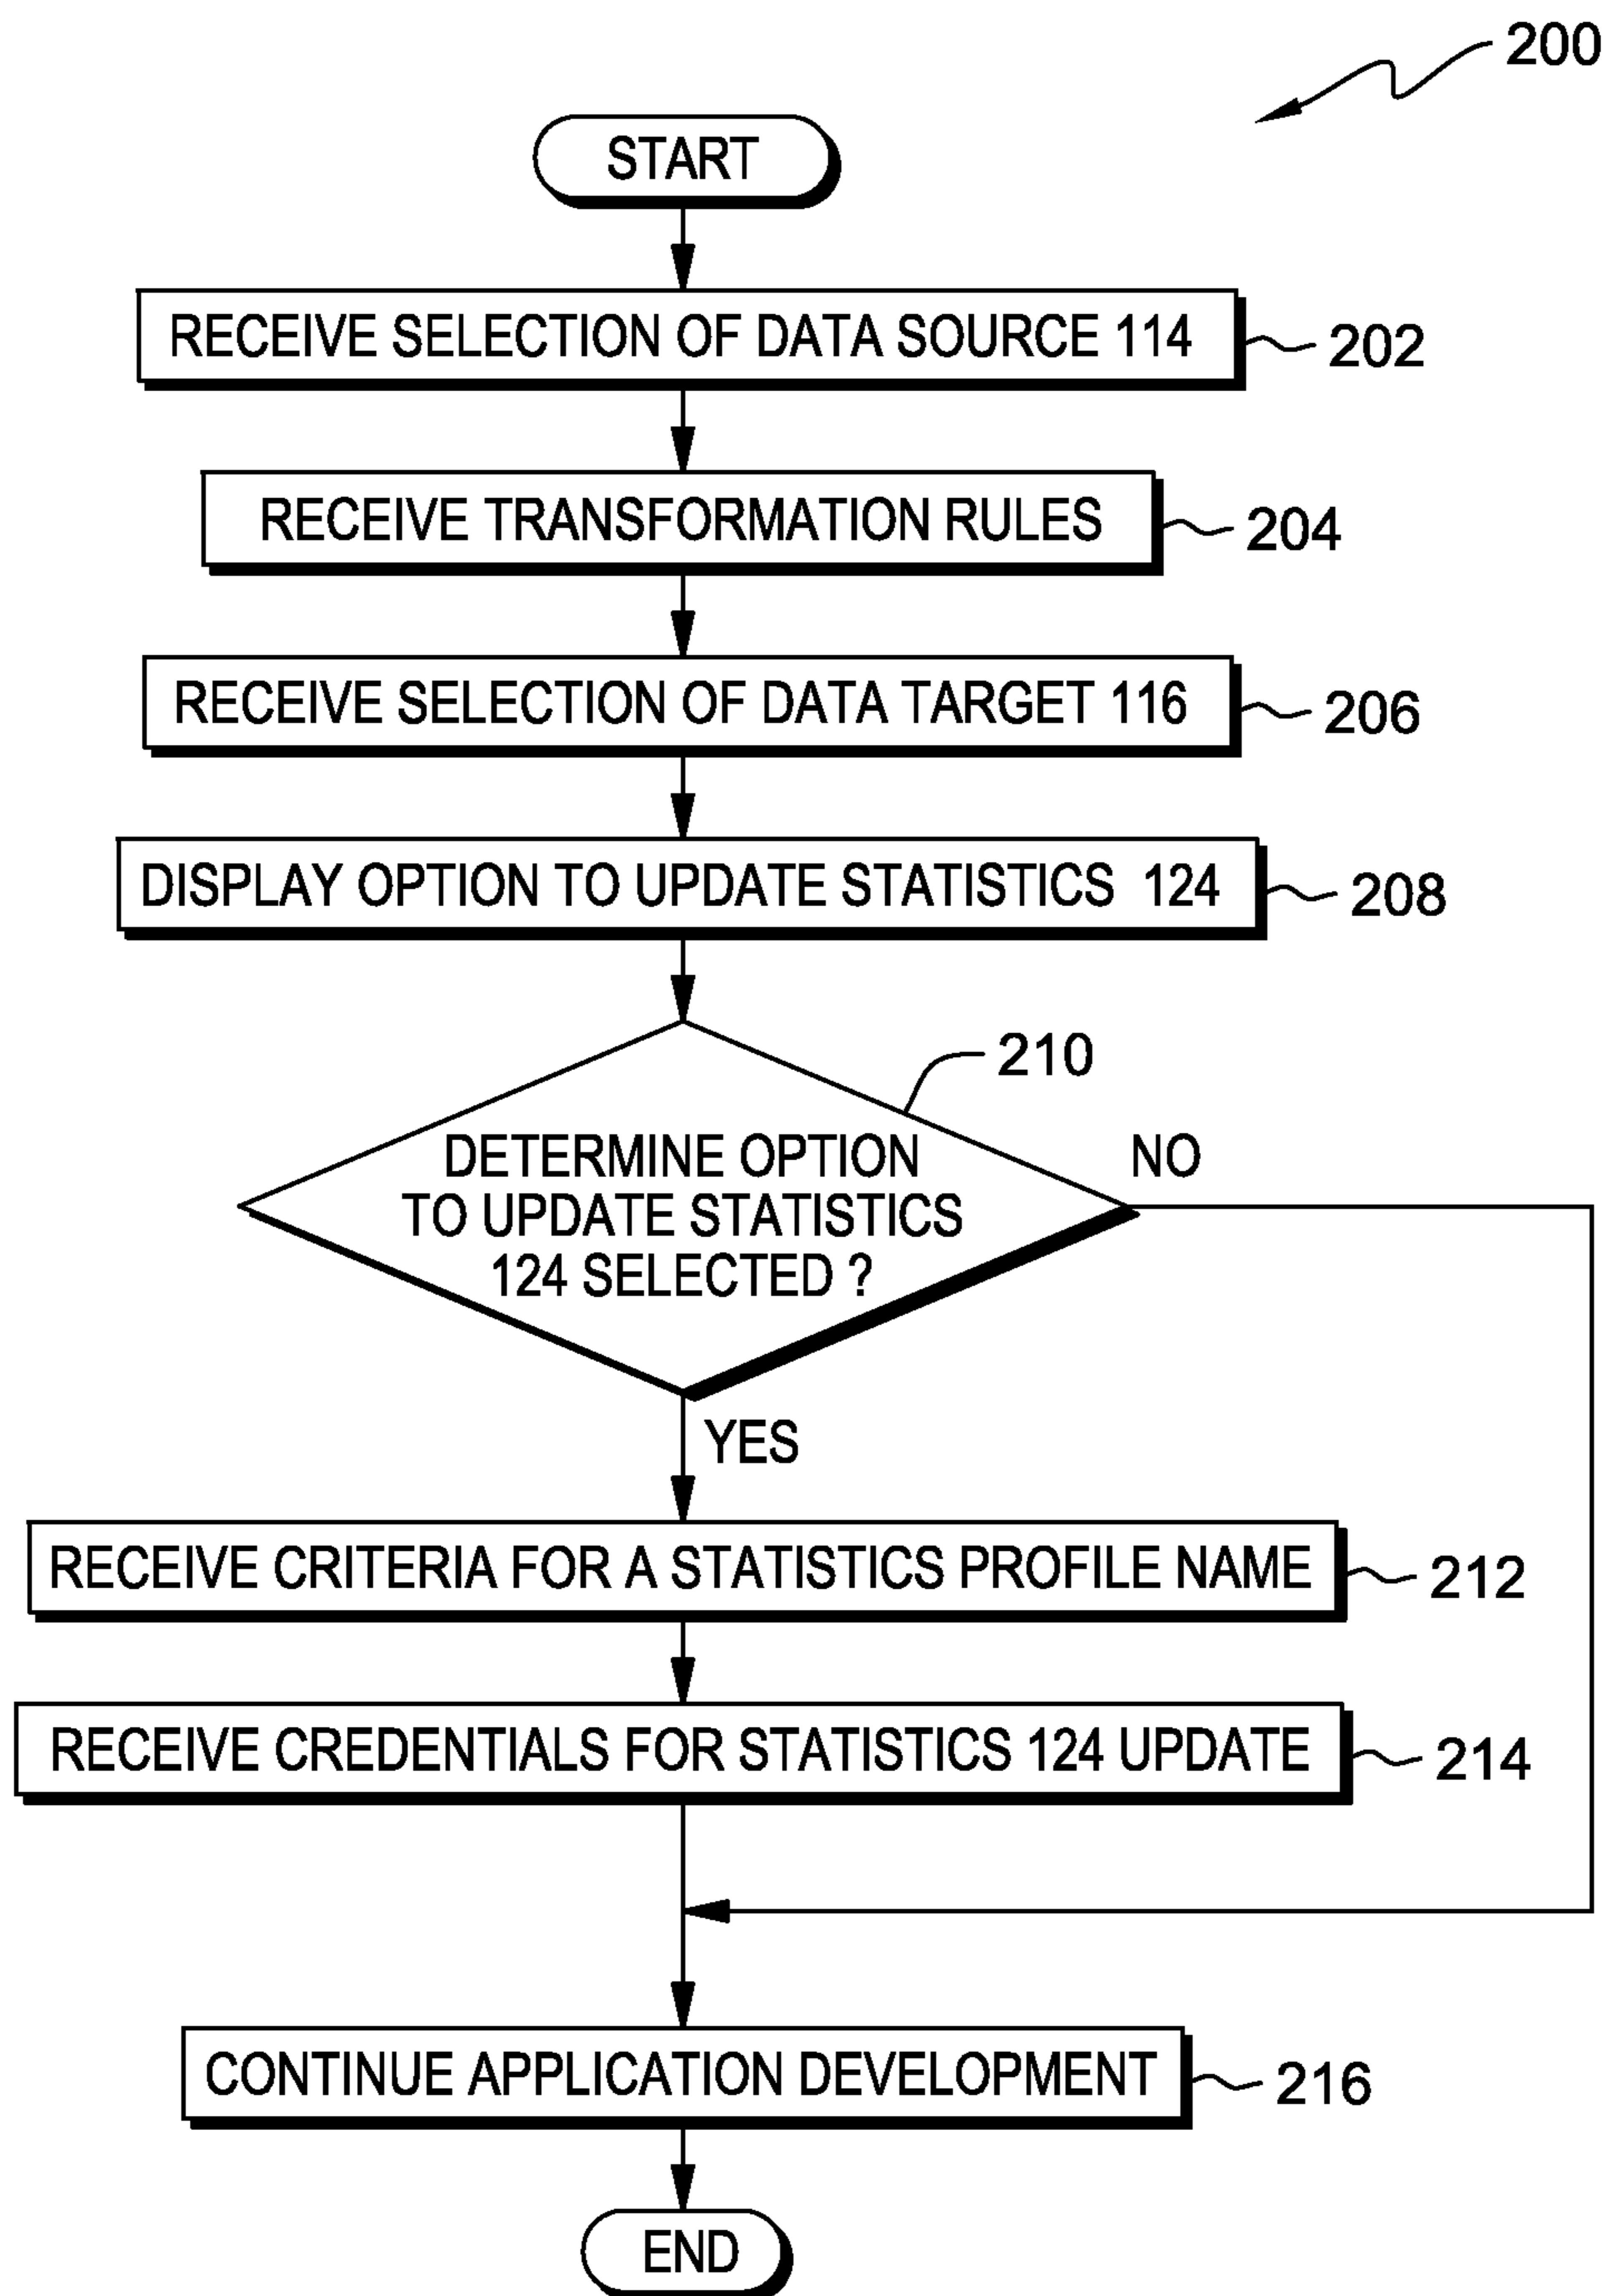 200
START
RECEIVE SELECTION OF DATA SOURCE 114
202
RECEIVE TRANSFORMATION RULES
204
RECEIVE SELECTION OF DATA TARGET 116
206
DISPLAY OPTION TO UPDATE STATISTICS 124
208
210
DETERMINE OPTION
TO UPDATE STATISTICS
124 SELECTED ?
NO
YES
RECEIVE CRITERIA FOR A STATISTICS PROFILE NAME
212
RECEIVE CREDENTIALS FOR STATISTICS 124 UPDATE
214
CONTINUE APPLICATION DEVELOPMENT
216
END